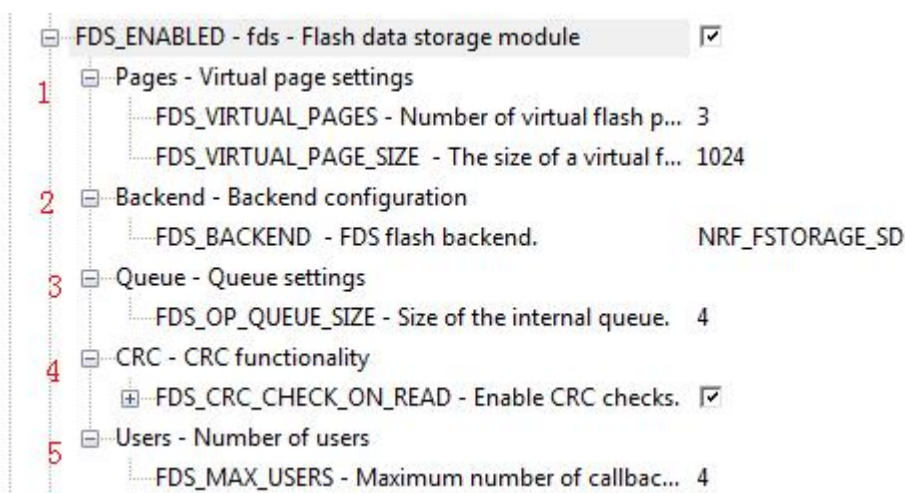 FDS_ENABLED - fds - Flash data storage module
1 Pages - Virtual page settings
FDS_VIRTUAL_PAGES - Number of virtual flash p... 3
FDS_VIRTUAL_PAGE_SIZE - The size of a virtual f... 1024
2 Backend - Backend configuration
FDS_BACKEND - FDS flash backend. NRF_FSTORAGE_SD
3 Queue - Queue settings
FDS_OP_QUEUE_SIZE - Size of the internal queue. 4
4 CRC - CRC functionality
FDS_CRC_CHECK_ON_READ - Enable CRC checks.
5 Users - Number of users
FDS_MAX_USERS - Maximum number of callbac... 4